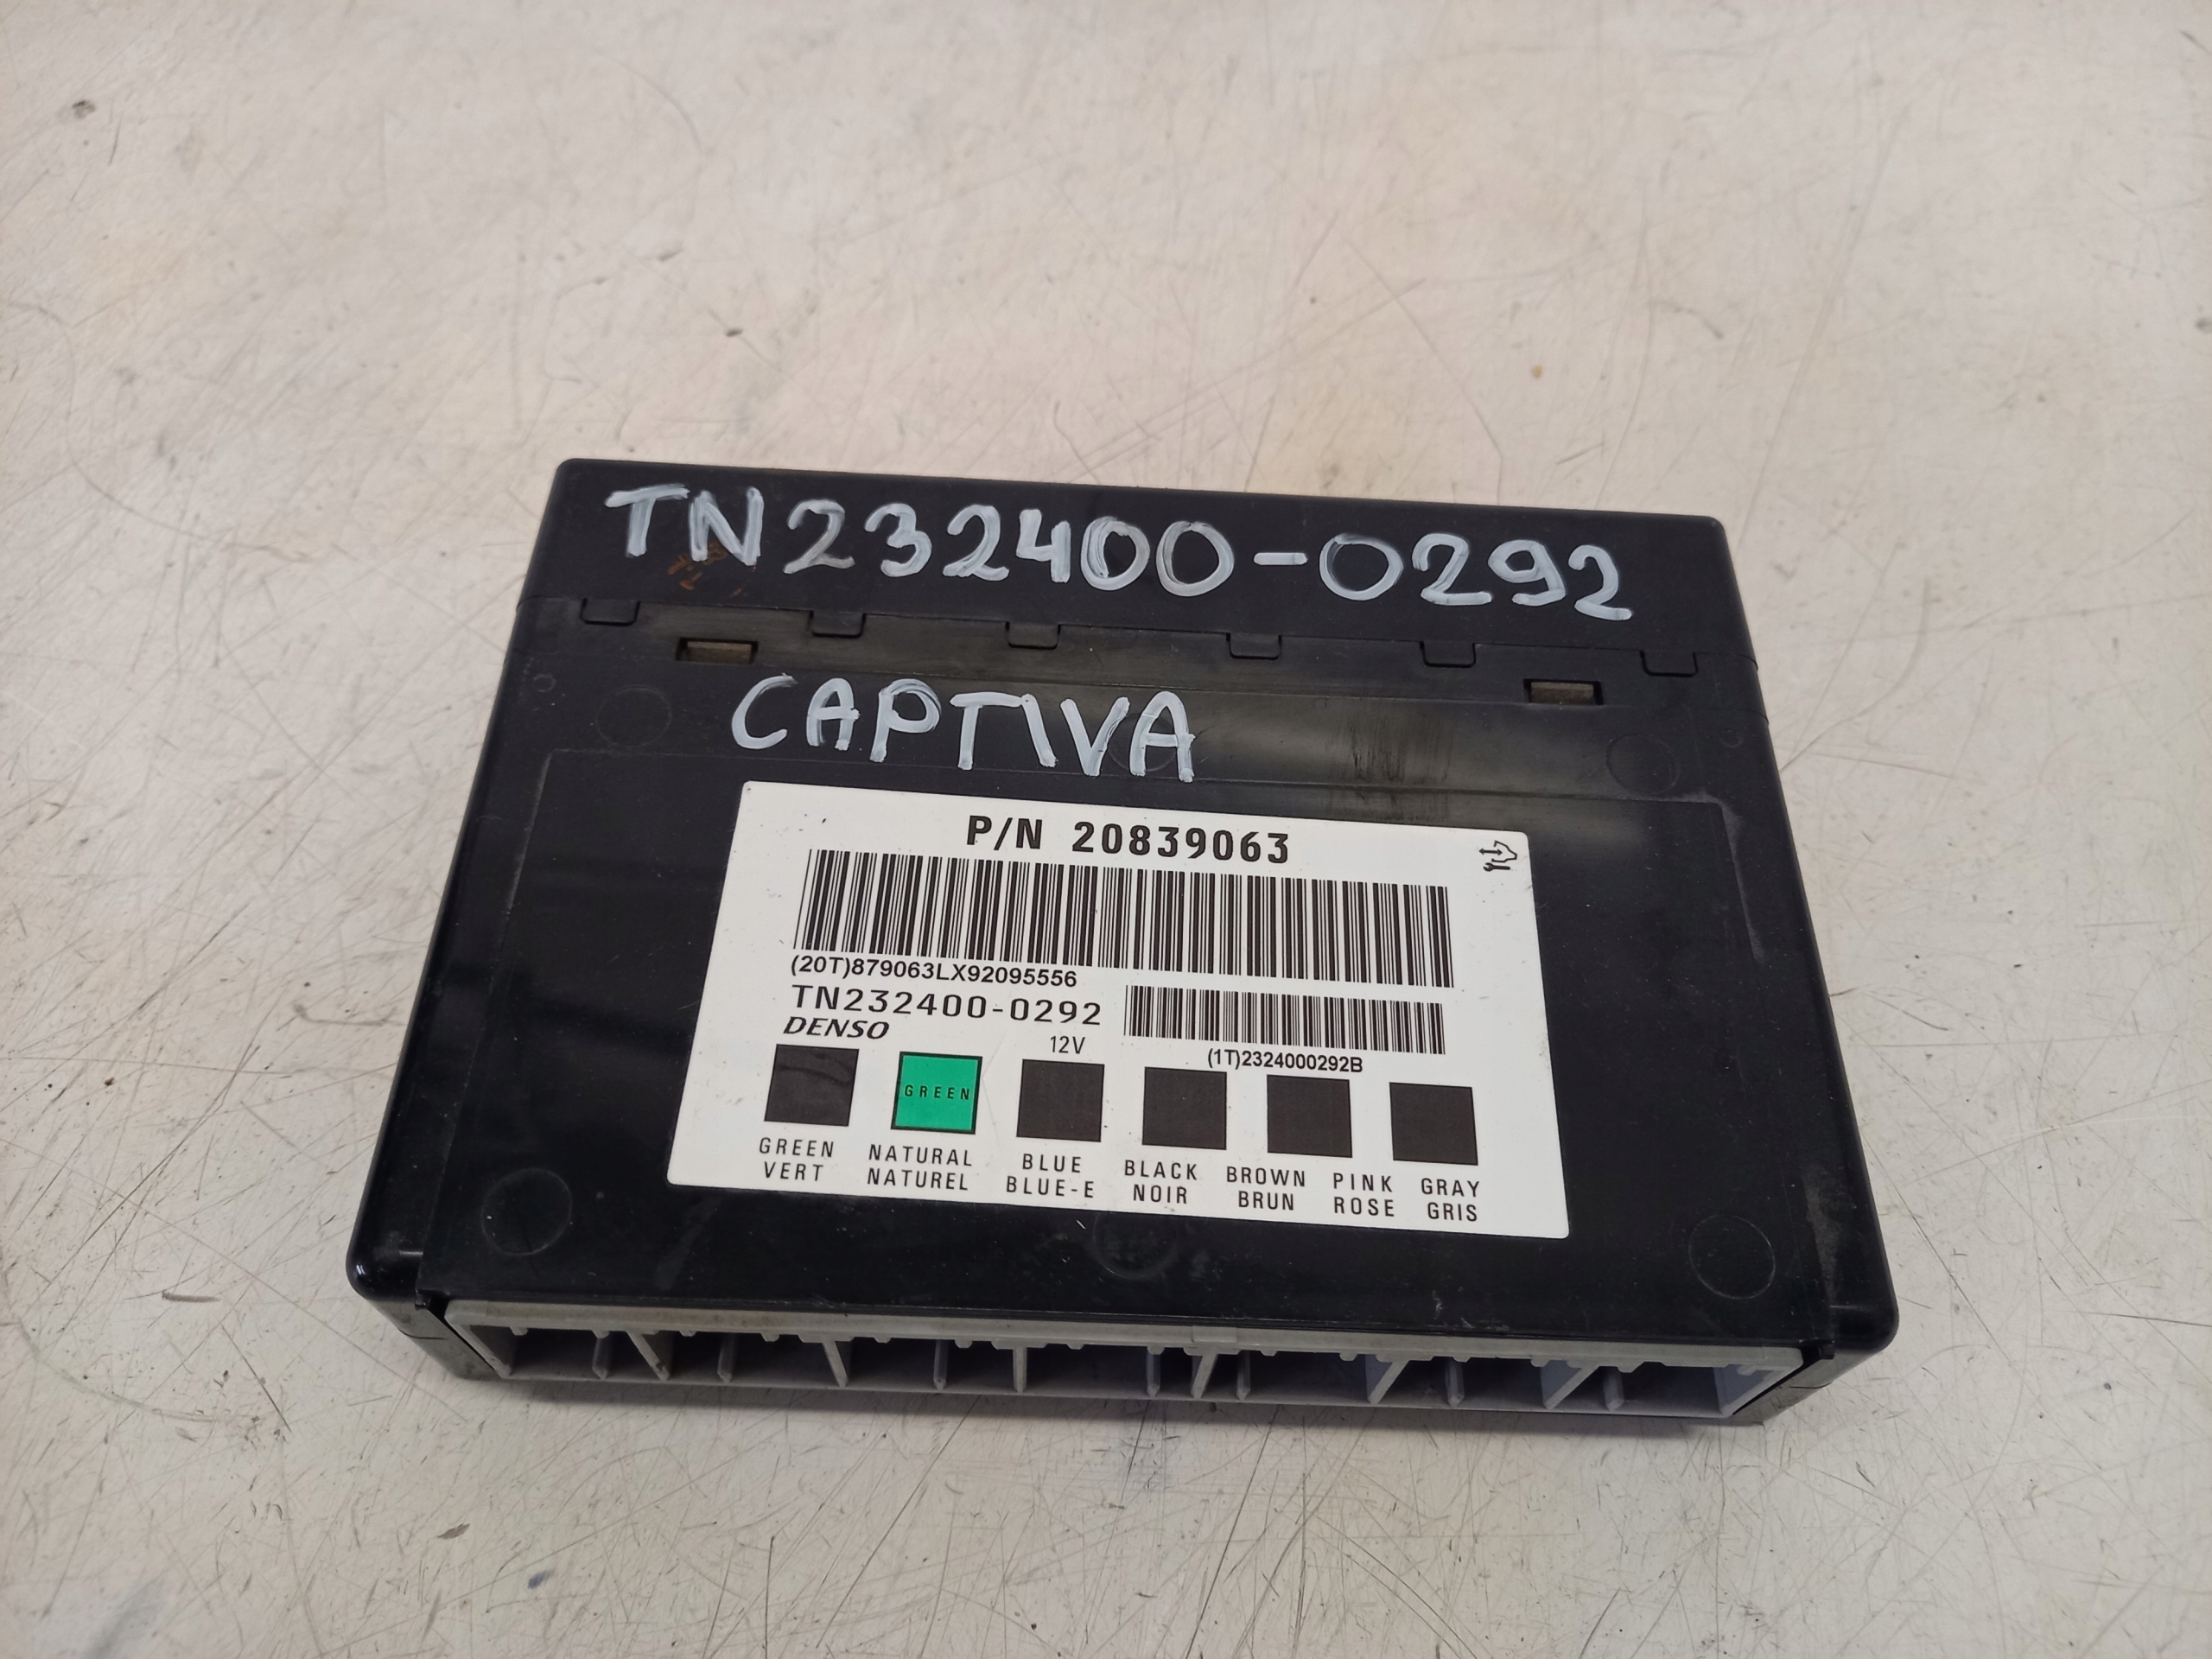 TN232400-0292
CAPTIVA
P/N 20839063
(20T)879063LX92095556
TN232400-0292
DENSO
12V
(1T)2324000292B
GREEN
GREEN NATURAL BLUE BLACK BROWN PINK GRAY
VERT NATUREL BLUE-E NOIR BRUN ROSE GRIS